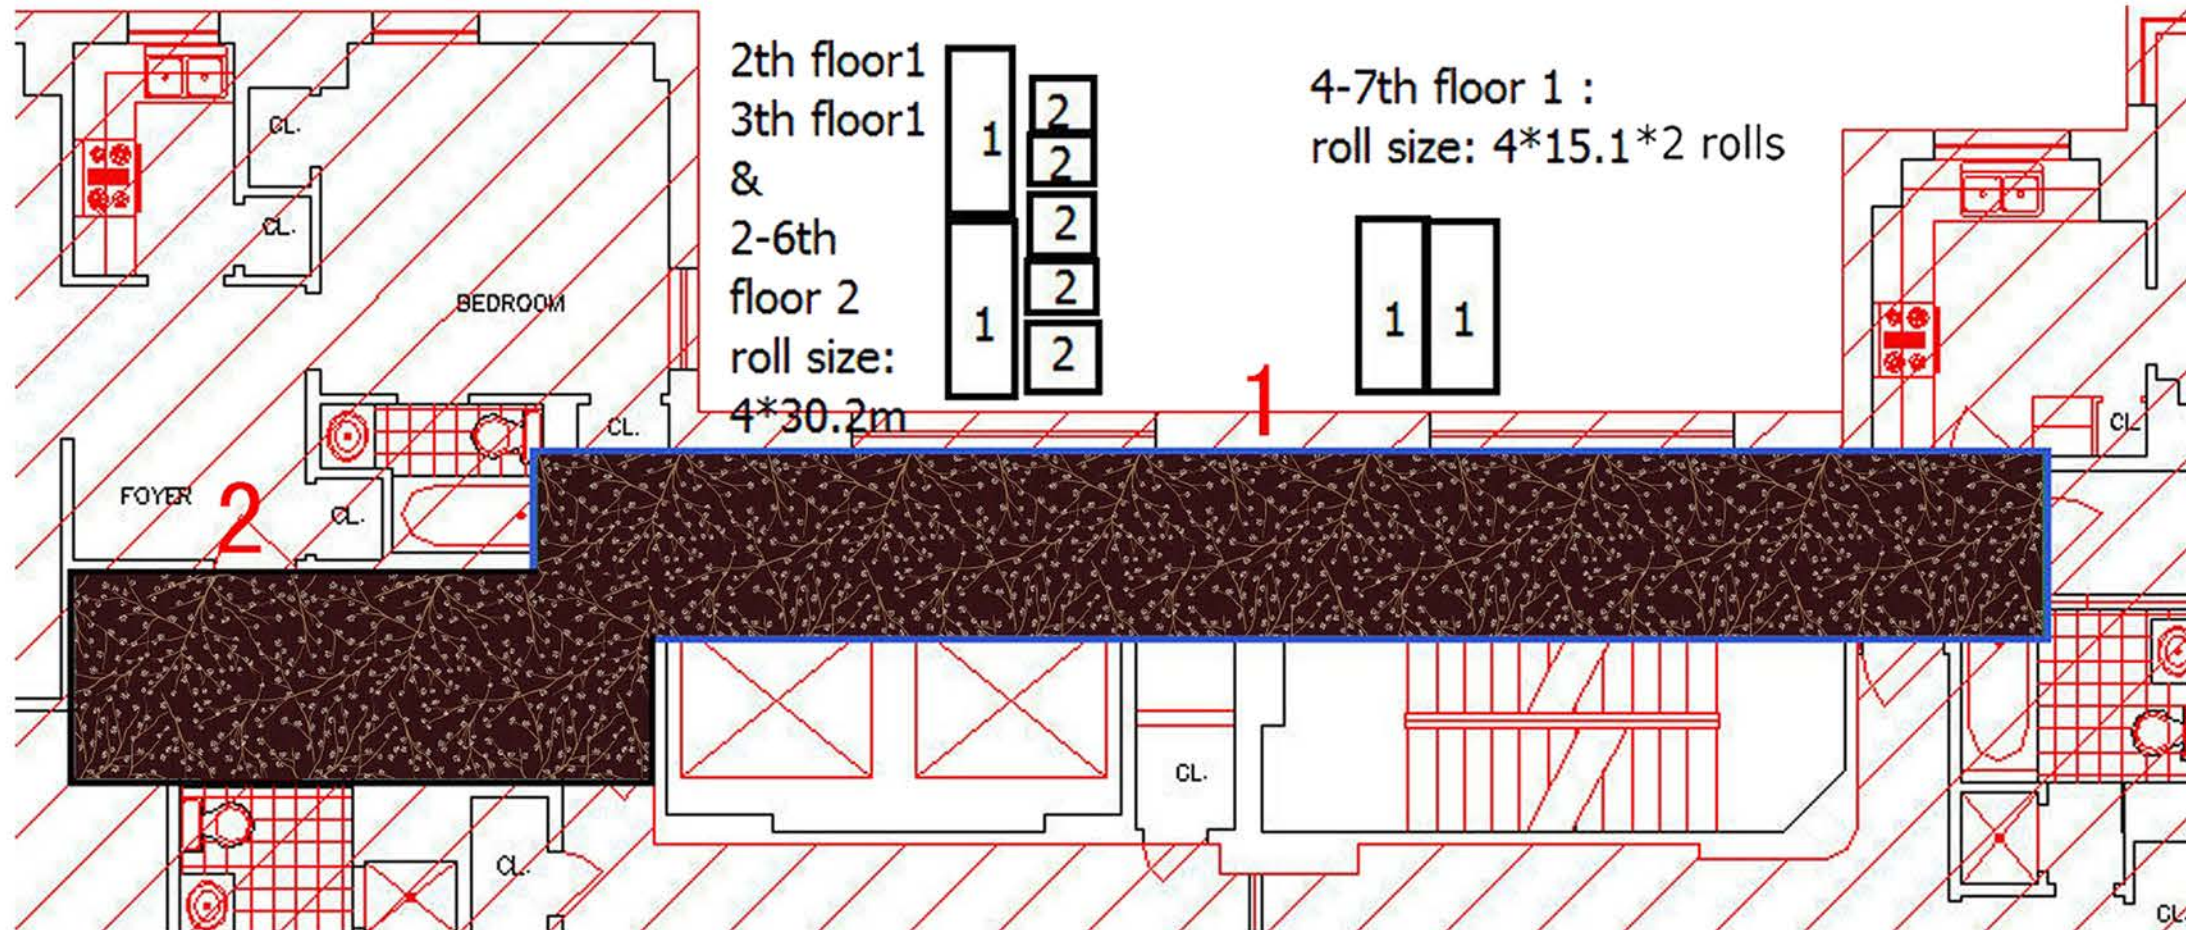 2th floor1
3th floor1
&
2-6th
floor 2
roll size:
4*30.2m
1
1
2
2
2
2
2
4-7th floor 1 :
roll size: 4*15.1*2 rolls
1
1
CL.
CL.
BEDROOM
CL.
1
CL
FOYER
2
CL.
CL.
CL.
CL.